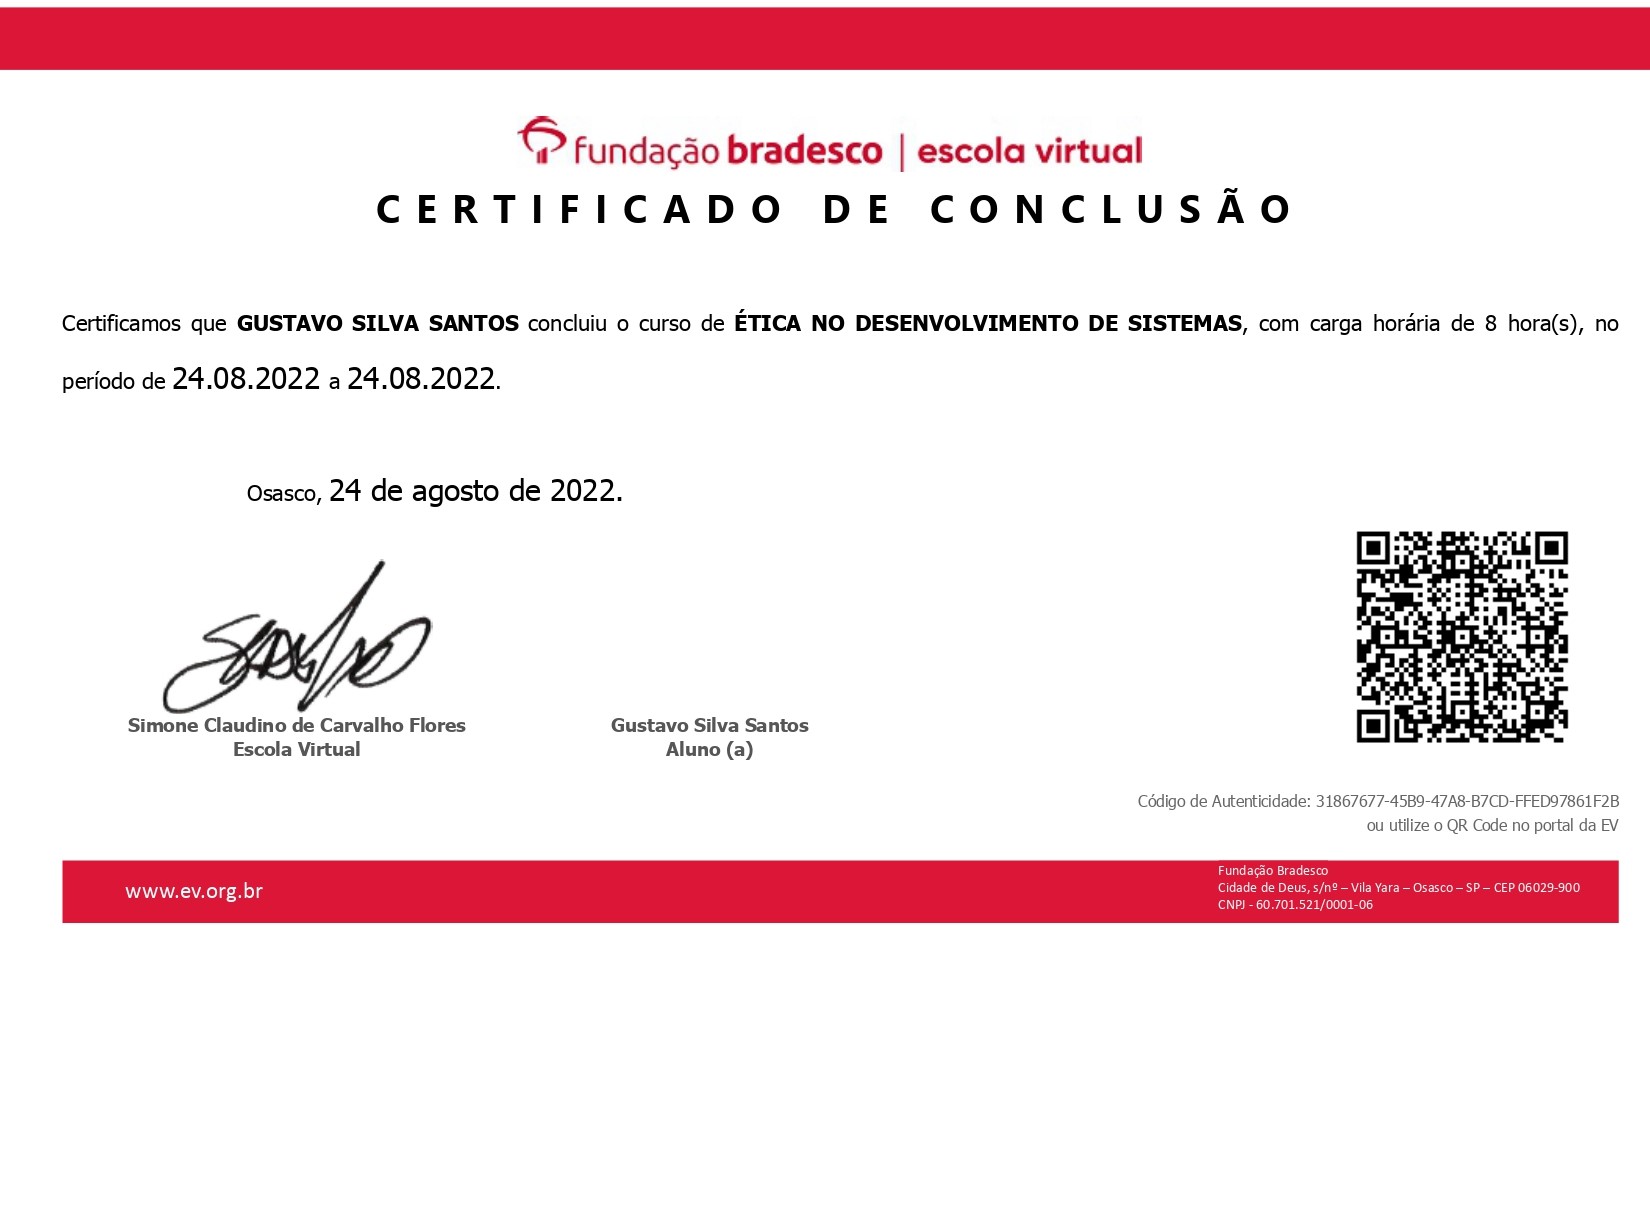 fundação bradesco | escola virtual
CERTIFICADO DE CONCLUSÃO
Certificamos que GUSTAVO SILVA SANTOS concluiu o curso de ÉTICA NO DESENVOLVIMENTO DE SISTEMAS, com carga horária de 8 hora(s), no
período de 24.08.2022 a 24.08.2022.
Osasco, 24 de agosto de 2022.
Simone Claudino de Carvalho Flores
Escola Virtual
Gustavo Silva Santos
Aluno (a)
Código de Autenticidade: 31867677-45B9-47A8-B7CD-FFED97861F2B
ou utilize o QR Code no portal da EV
www.ev.org.br
Fundação Bradesco
Cidade de Deus, s/nº – Vila Yara – Osasco – SP – CEP 06029-900
CNPJ - 60.701.521/0001-06